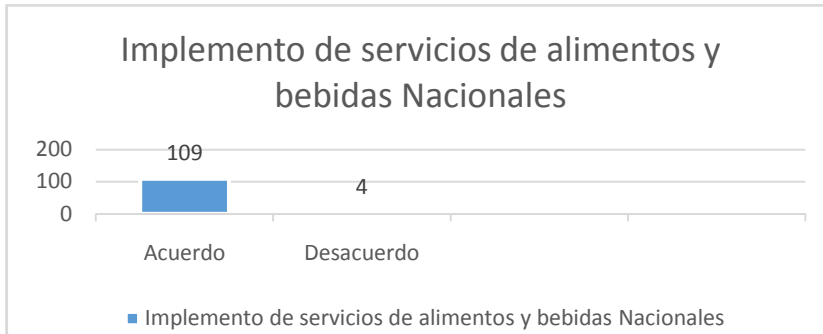 Implemento de servicios de alimentos y
bebidas Nacionales
200
109
100
4
0
Acuerdo Desacuerdo
Implemento de servicios de alimentos y bebidas Nacionales